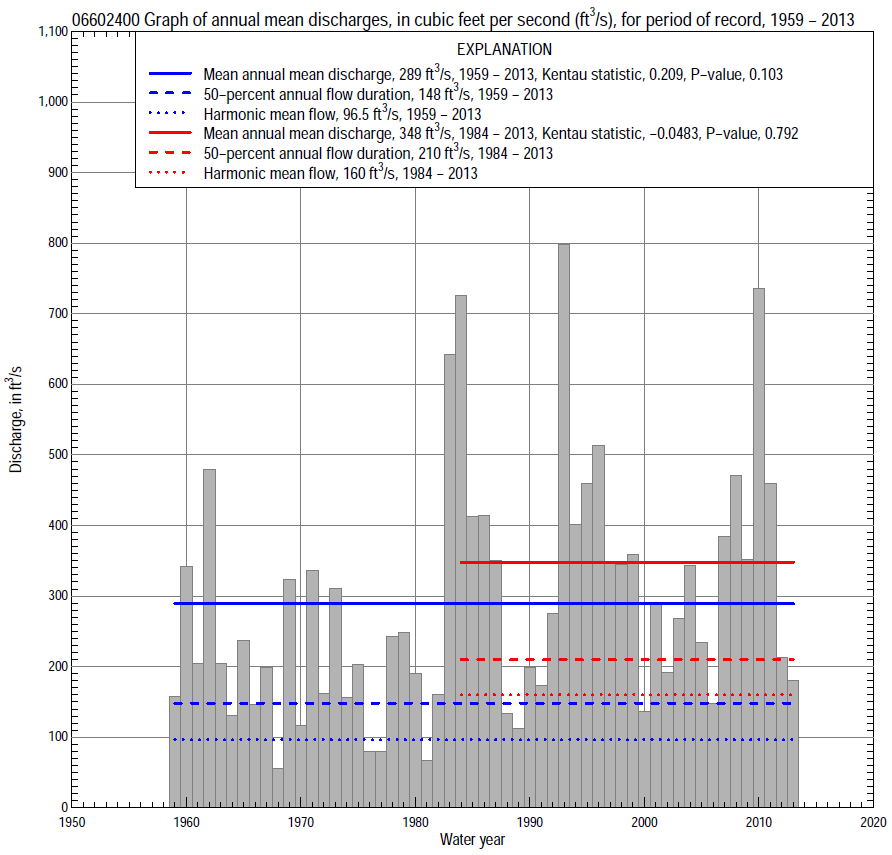 06602400 Graph of annual mean discharges, in cubic feet per second (ft³/s), for period of record, 1959 – 2013
EXPLANATION
Mean annual mean discharge, 289 ft³/s, 1959 – 2013, Kentau statistic, 0.209, P–value, 0.103
50–percent annual flow duration, 148 ft³/s, 1959 – 2013
Harmonic mean flow, 96.5 ft³/s, 1959 – 2013
Mean annual mean discharge, 348 ft³/s, 1984 – 2013, Kentau statistic, –0.0483, P–value, 0.792
50–percent annual flow duration, 210 ft³/s, 1984 – 2013
Harmonic mean flow, 160 ft³/s, 1984 – 2013
1,100
1,000
900
800
700
600
500
400
300
200
100
0
Discharge, in ft³/s
1950 1960 1970 1980 1990 2000 2010 2020
Water year